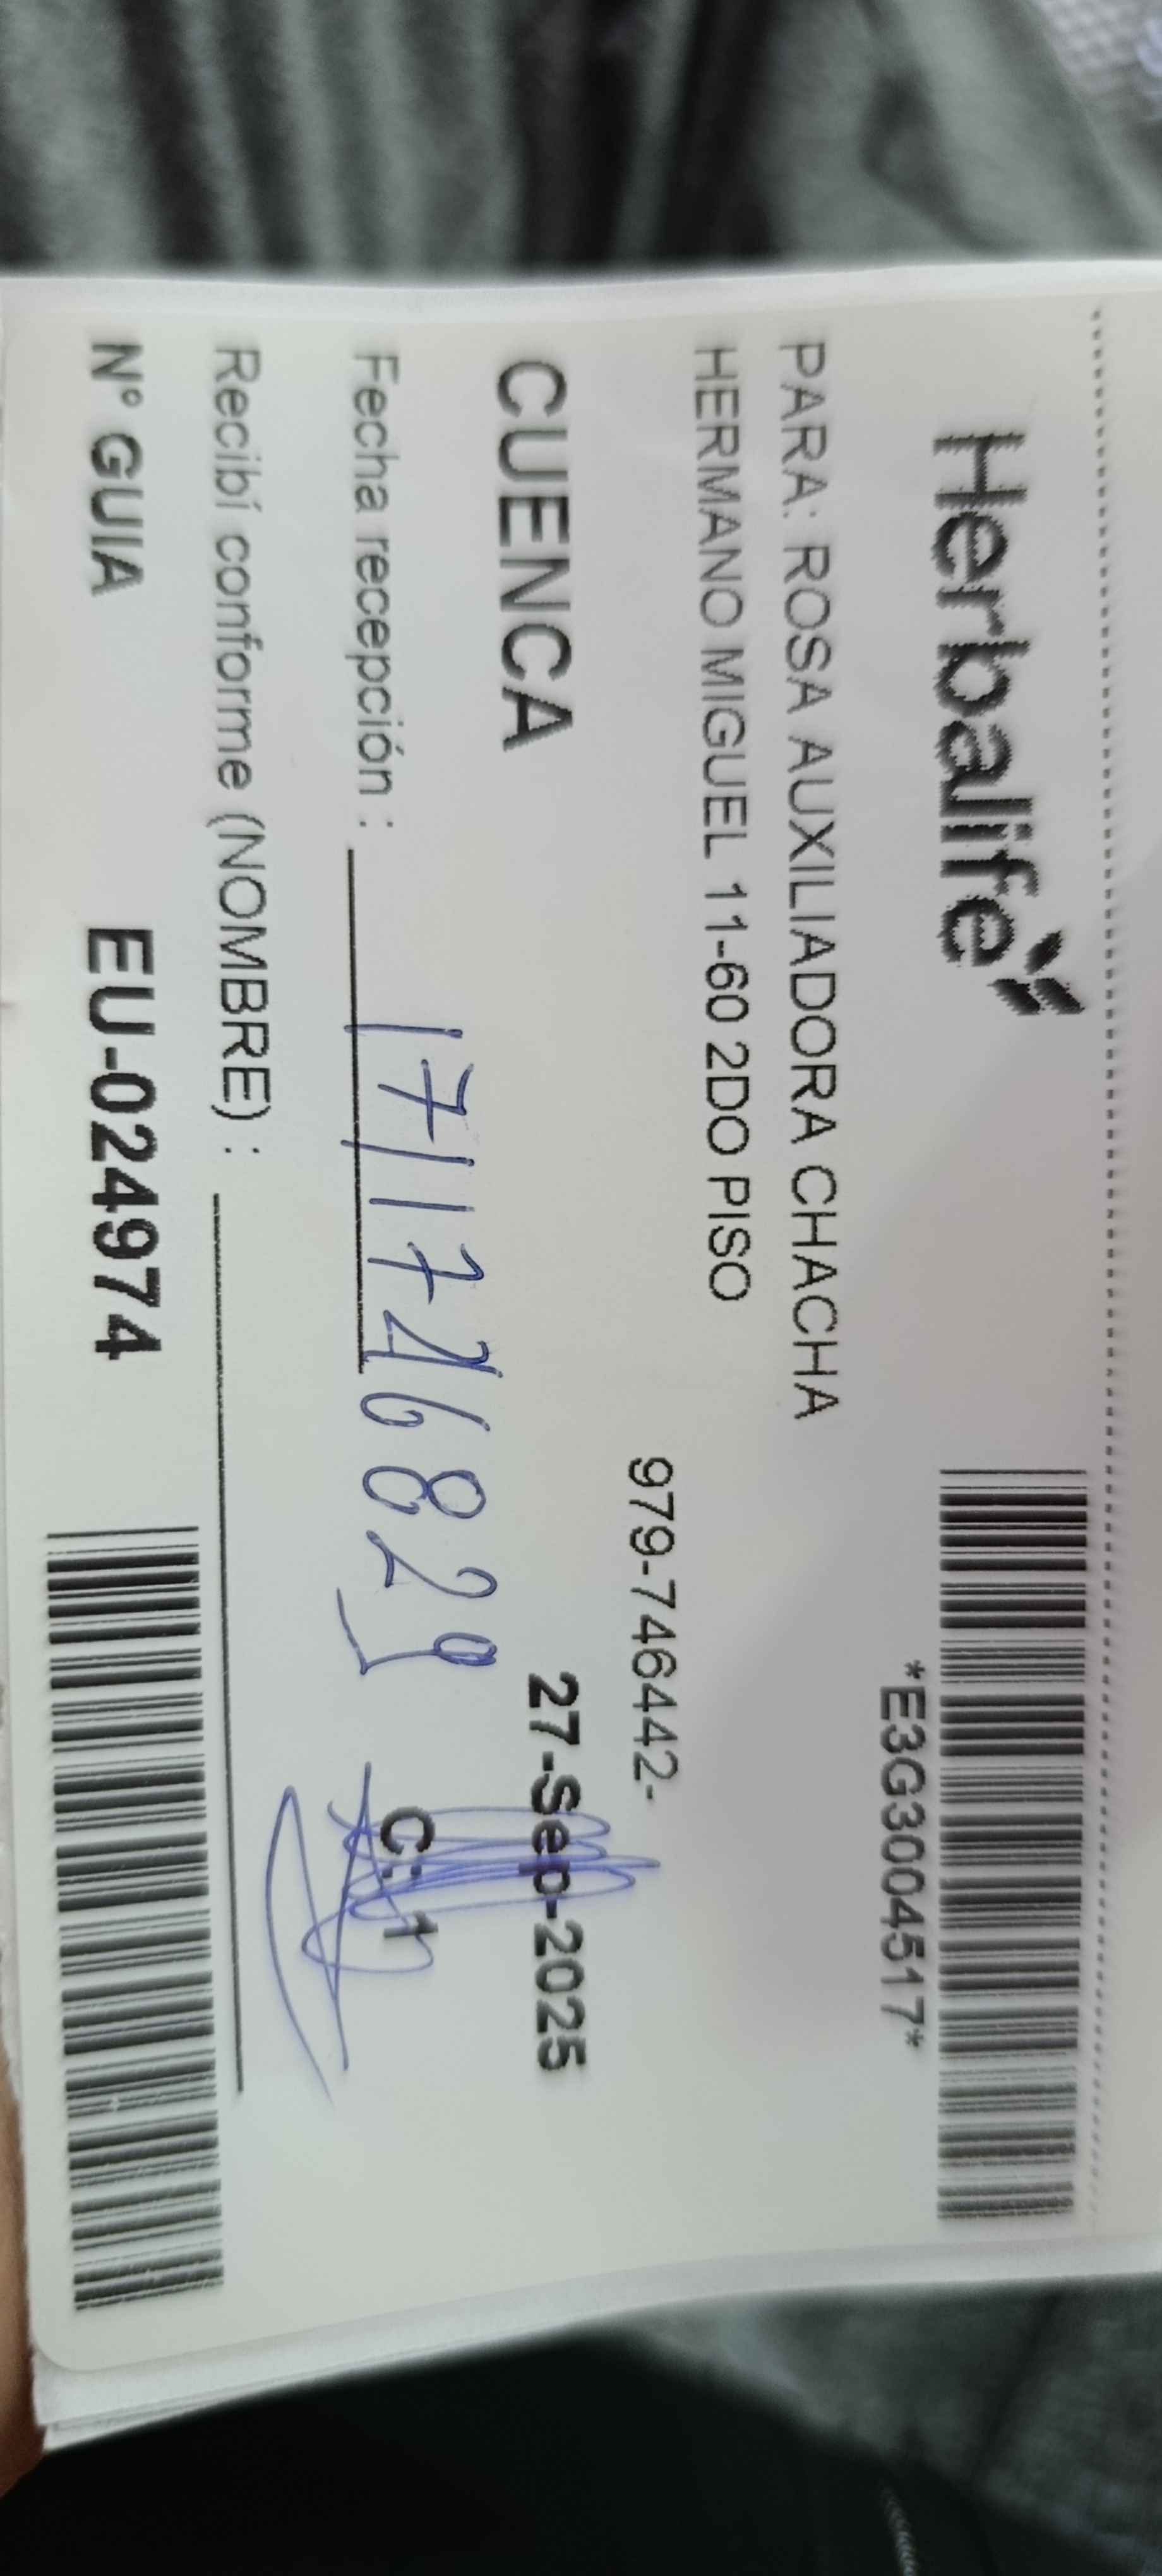 Herbalife
*E3G3004517*
PARA: ROSA AUXILIADORA CHACHA
HERMANO MIGUEL 11-60 2DO PISO
979-746442-
CUENCA 27-Sep-2025
Fecha recepción : C: 1
Recibí conforme (NOMBRE) :
N° GUIA EU-024974